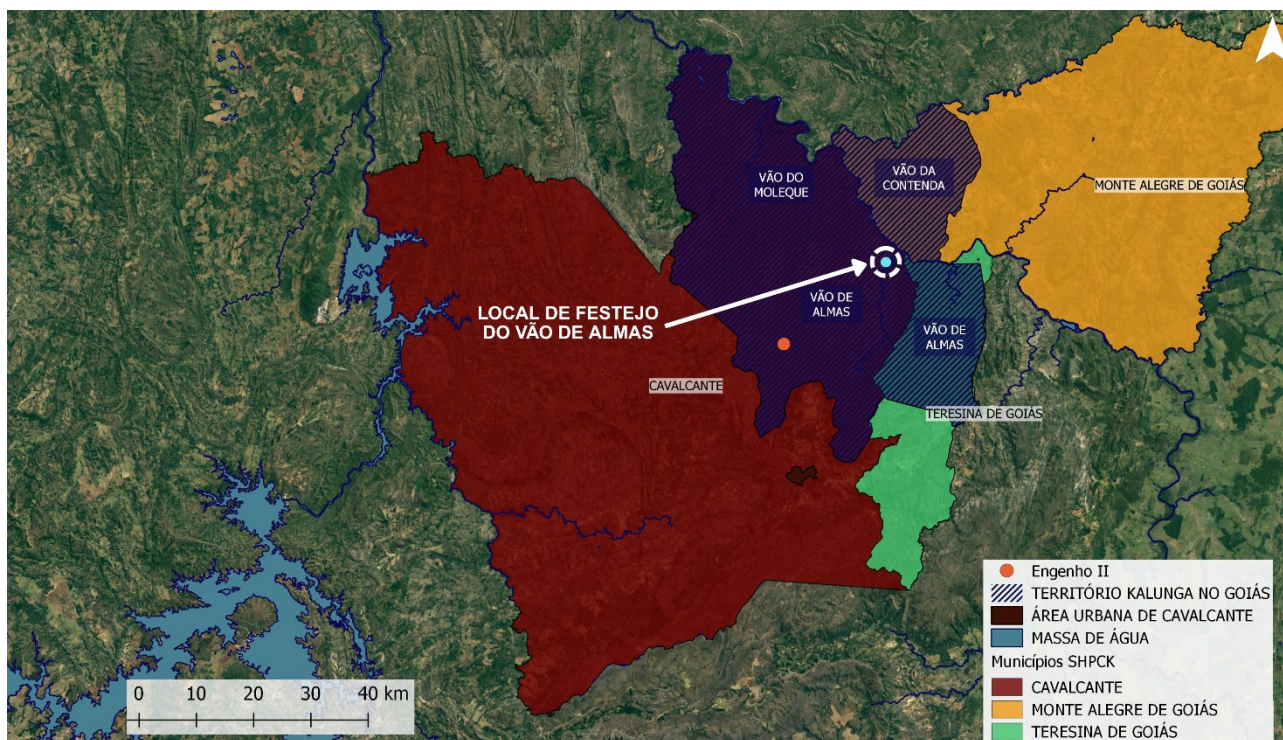 VÃO DO
MOLEQUE
VÃO DA
CONTENDA
MONTE ALEGRE DE GOIÁS
LOCAL DE FESTEJO
DO VÃO DE ALMAS
VÃO DE
ALMAS
VÃO DE
ALMAS
CAVALCANTE
TERESINA DE GOIÁS
0 10 20 30 40 km
Engenho II
TERRITÓRIO KALUNGA NO GOIÁS
ÁREA URBANA DE CAVALCANTE
MASSA DE ÁGUA
Municípios SHPCK
CAVALCANTE
MONTE ALEGRE DE GOIÁS
TERESINA DE GOIÁS